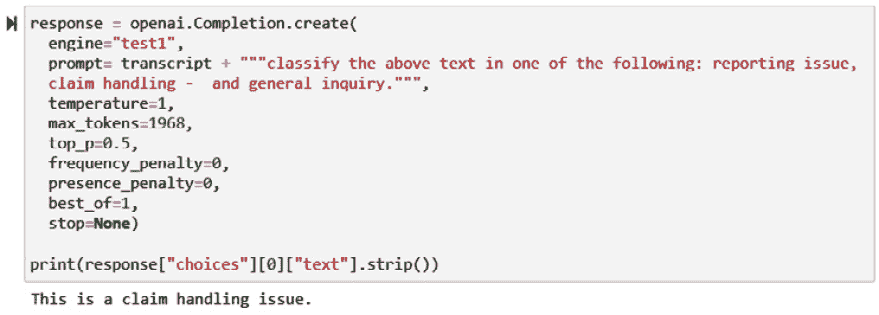 response = openai.Completion.create(
engine="test1",
prompt= transcript + """classify the above text in one of the following: reporting issue,
claim handling -  and general inquiry.""",
temperature=1,
max_tokens=1968,
top_p=0.5,
frequency_penalty=0,
presence_penalty=0,
best_of=1,
stop=None)
print(response["choices"][0]["text"].strip())
This is a claim handling issue.